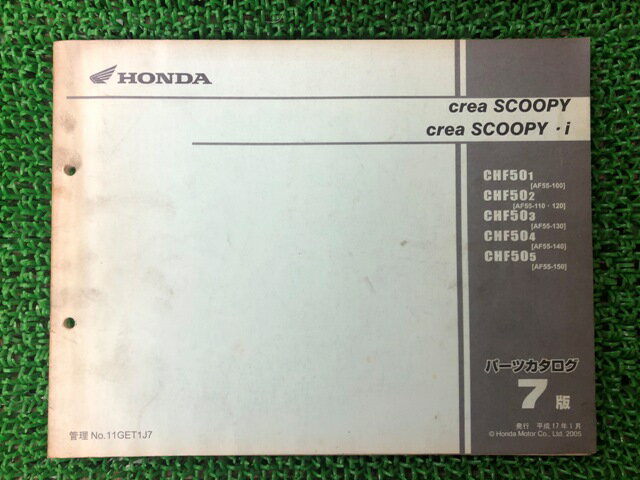 HONDA
crea SCOOPY
crea SCOOPY・i
CHF501
[AF55-100]
CHF502
[AF55-110・120]
CHF503
[AF55-130]
CHF504
[AF55-140]
CHF505
[AF55-150]
パーツカタログ
7版
発行 平成17年1月
© Honda Motor Co., Ltd. 2005
管理 No.11GET1J7